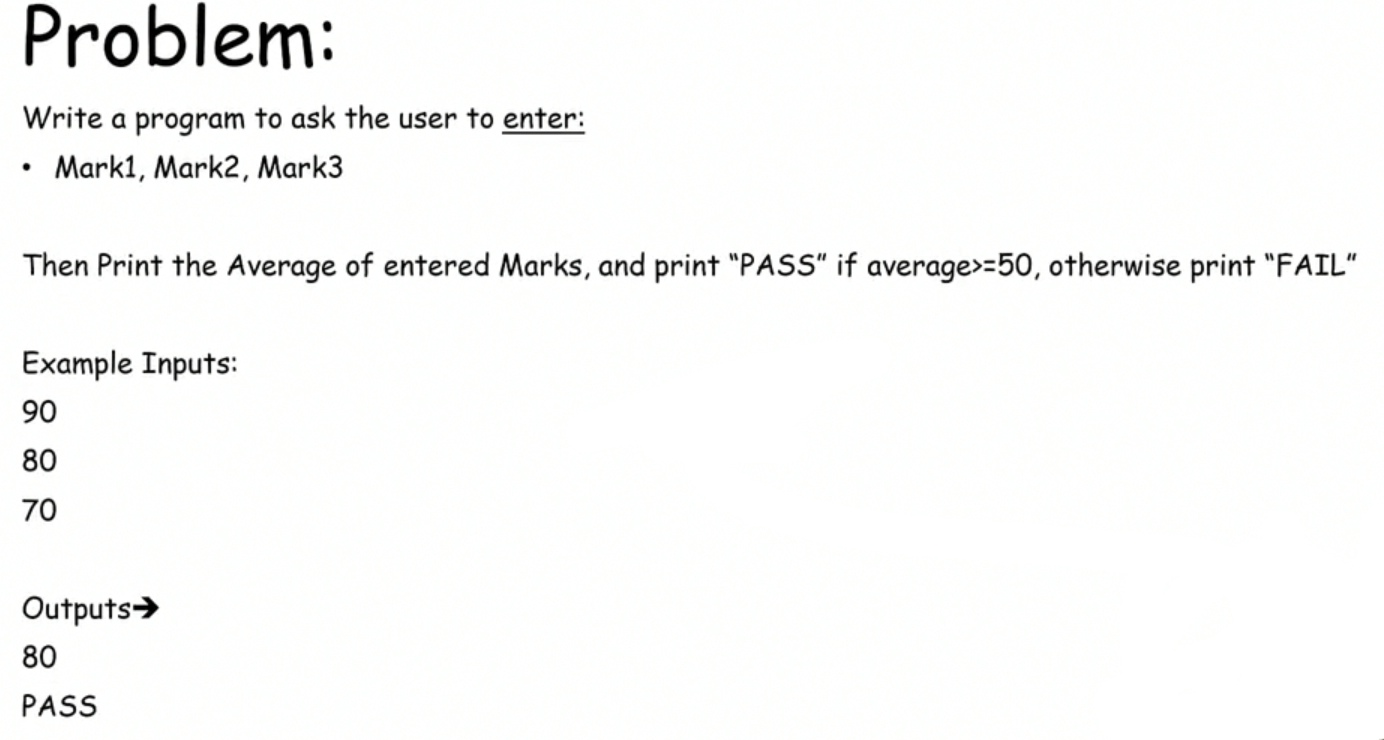 Problem:
Write a program to ask the user to enter:
• Mark1, Mark2, Mark3
Then Print the Average of entered Marks, and print “PASS” if average>=50, otherwise print “FAIL”
Example Inputs:
90
80
70
Outputs➔
80
PASS